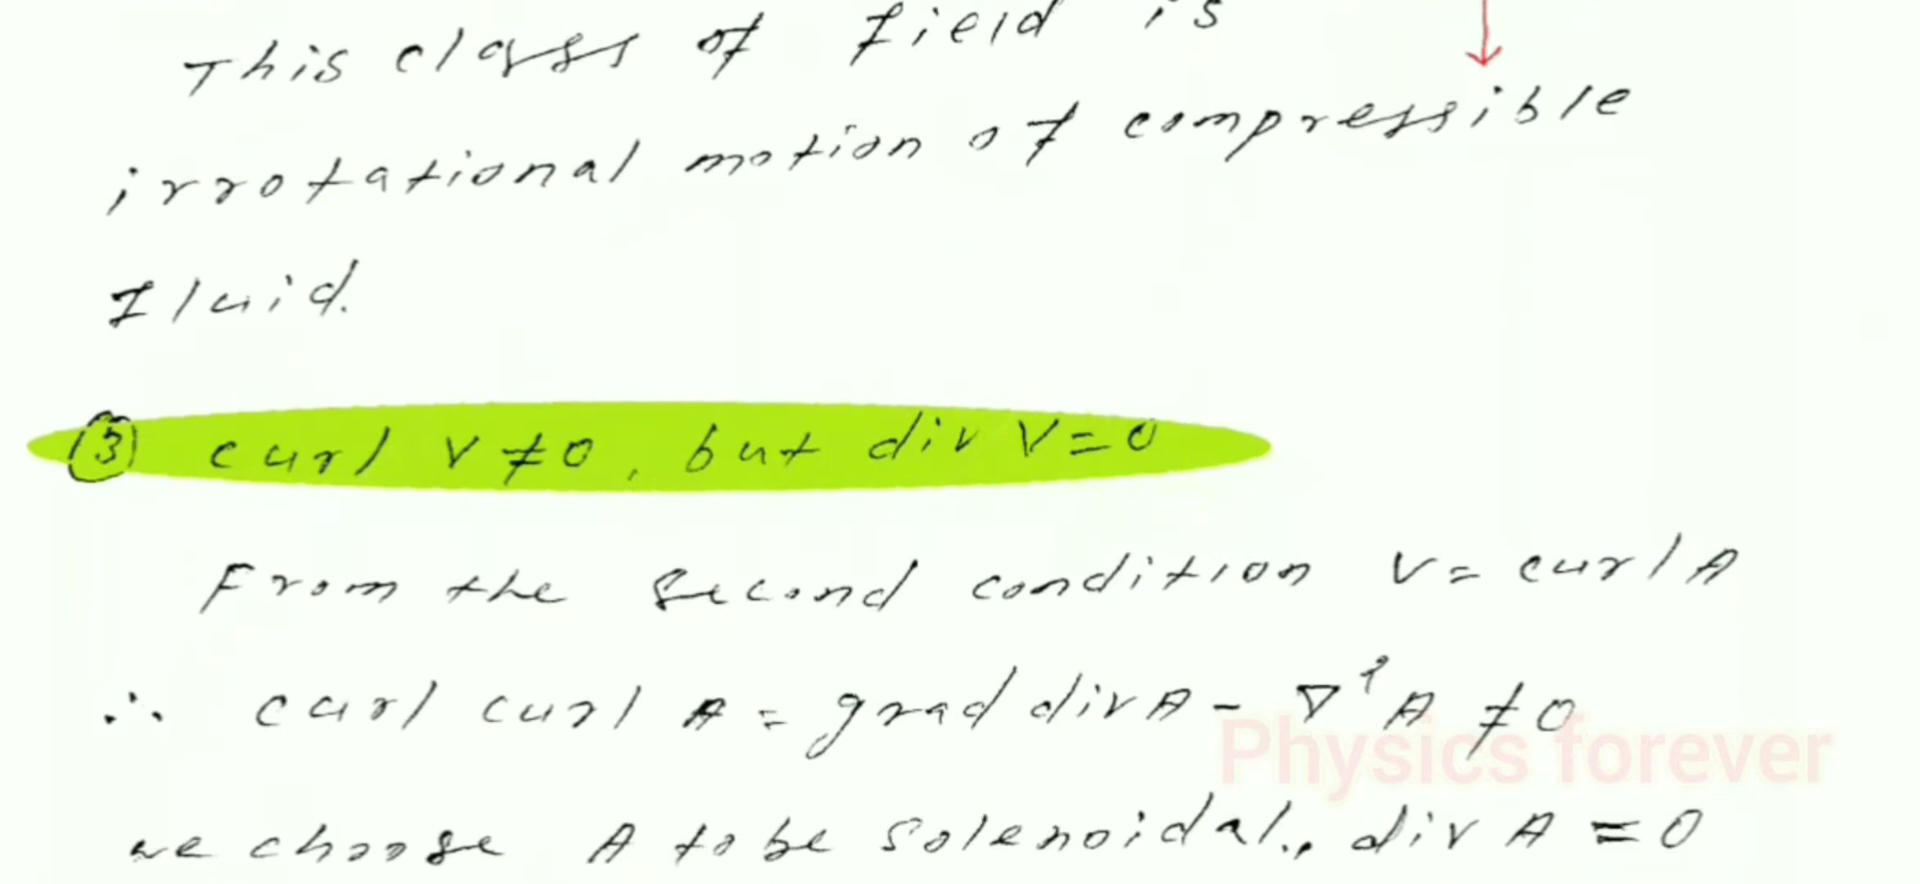 This class of field is
irrotational motion of compressible
fluid.
(3) curl V ≠ 0, but div V = 0
From the second condition V = curl A
∴ curl curl A = grad div A - ∇²A ≠ 0
Physics forever
we choose A to be solenoidal., div A = 0